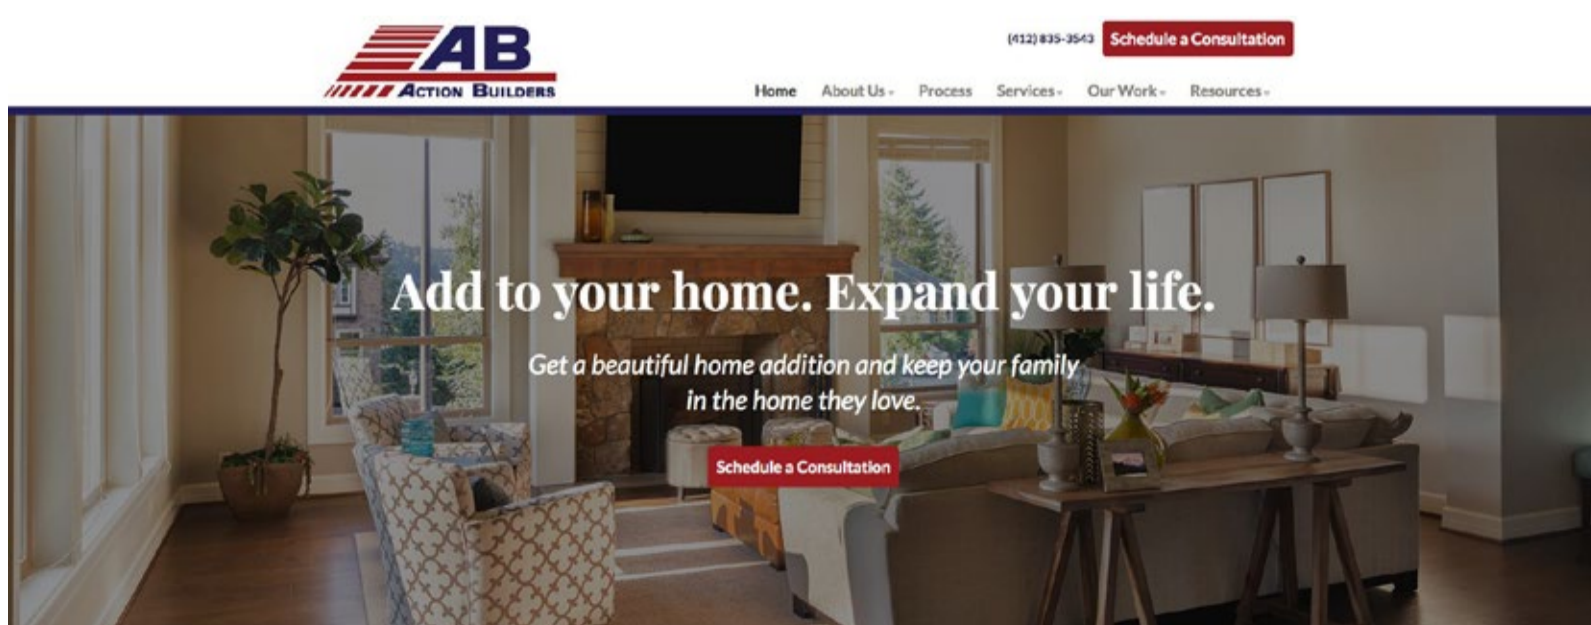 AB
ACTION BUILDERS
(412) 835-3543
Schedule a Consultation
Home About Us Process Services Our Work Resources
Add to your home. Expand your life.
Get a beautiful home addition and keep your family
in the home they love.
Schedule a Consultation